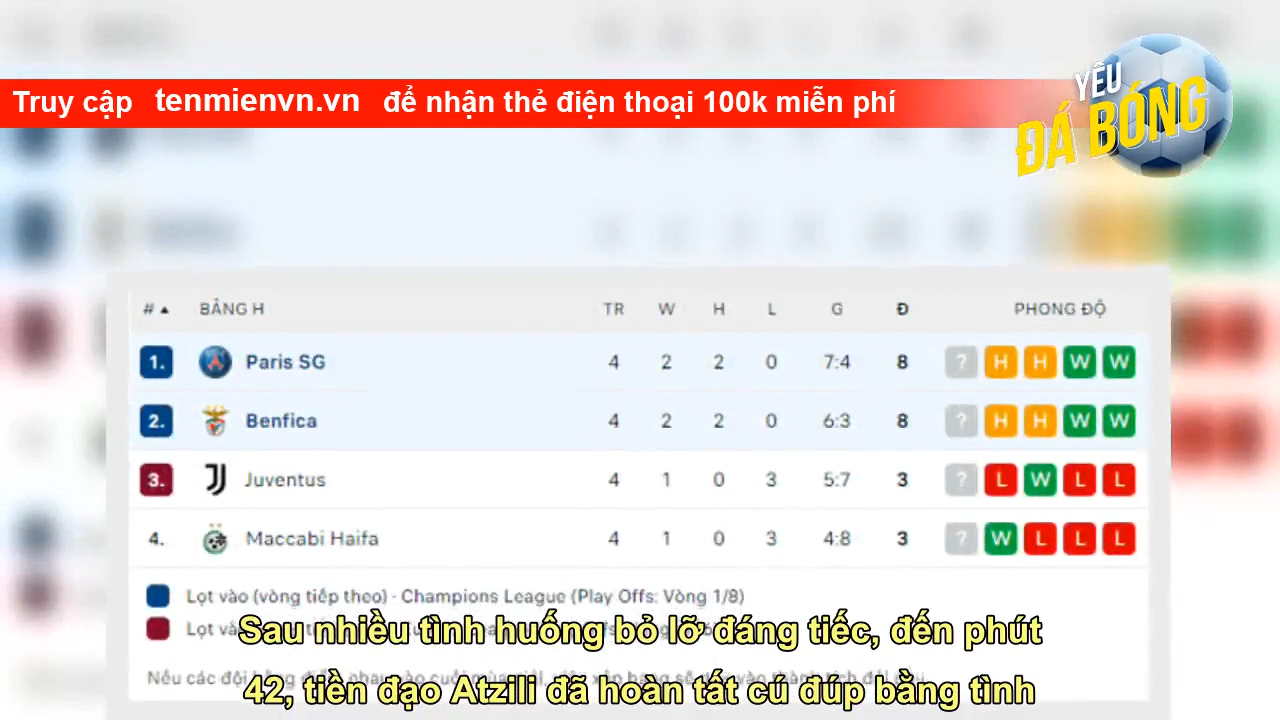 Truy cập tenmienvn.vn để nhận thẻ điện thoại 100k miễn phí
YÊU
ĐÁ BÓNG
# BẢNG H TR W H L G Đ PHONG ĐỘ
1. Paris SG 4 2 2 0 7:4 8 ? H H W W
2. Benfica 4 2 2 0 6:3 8 ? H H W W
3. Juventus 4 1 0 3 5:7 3 ? L W L L
4. Maccabi Haifa 4 1 0 3 4:8 3 ? W L L L
Lọt vào (vòng tiếp theo) - Champions League (Play Offs: Vòng 1/8)
Lọt
Sau nhiều tình huống bỏ lỡ đáng tiếc, đến phút
Nếu các đội
42, tiền đạo Atzili đã hoàn tất cú đúp bằng tình